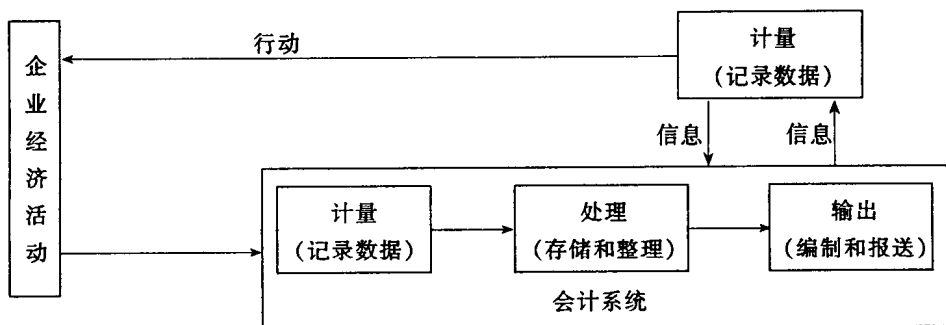 企业经济活动
行动
计量
(记录数据)
信息
信息
计量
(记录数据)
处理
(存储和整理)
输出
(编制和报送)
会计系统